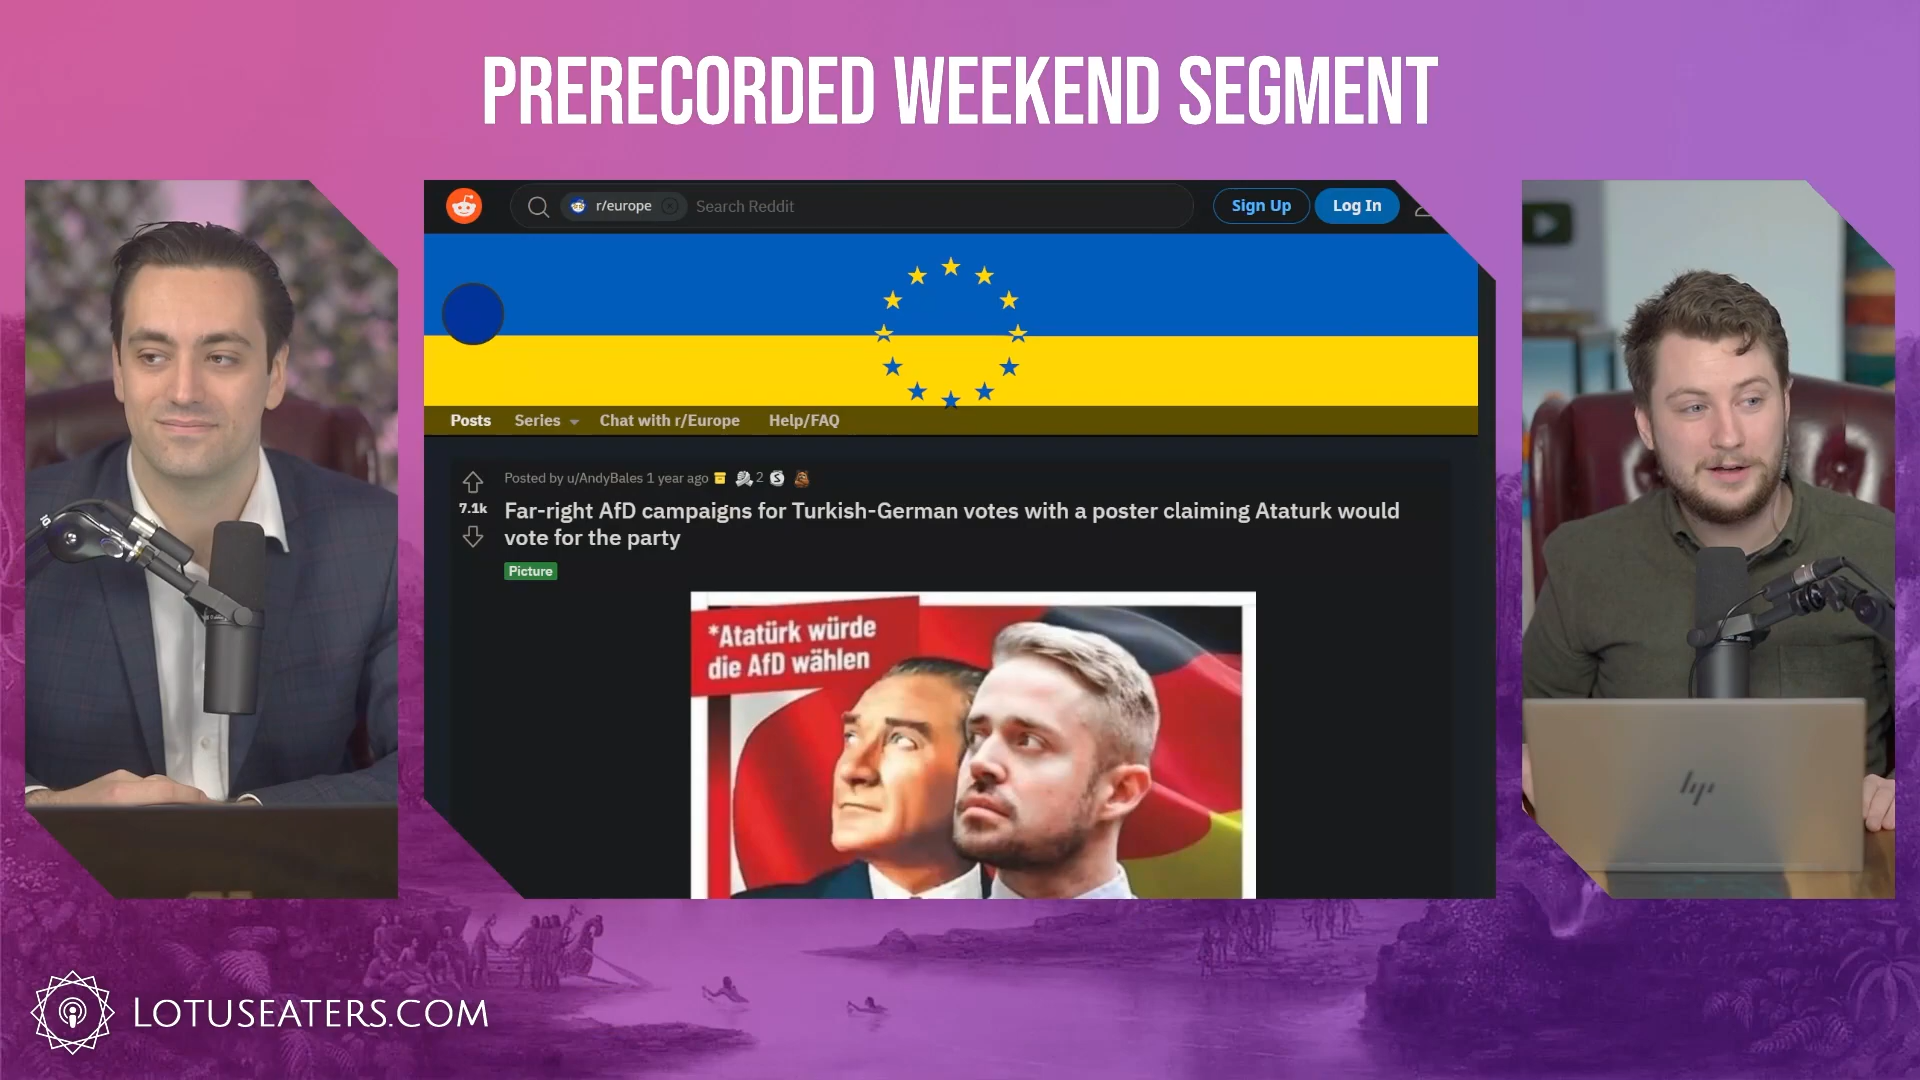 PRERECORDED WEEKEND SEGMENT
r/europe
Search Reddit
Sign Up
Log In
Posts
Series
Chat with r/Europe
Help/FAQ
Posted by u/AndyBales 1 year ago
2
7.1k
Far-right AfD campaigns for Turkish-German votes with a poster claiming Ataturk would
vote for the party
Picture
*Atatürk würde
die AfD wählen
hp
LOTUSEATERS.COM